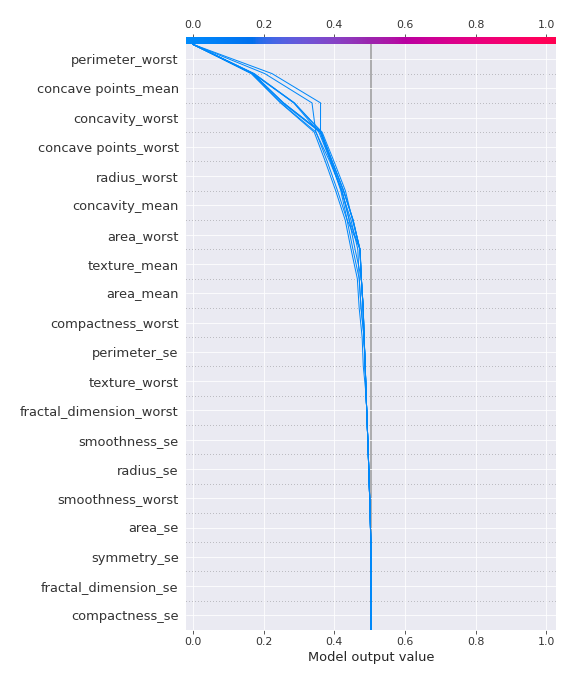 0.0 0.2 0.4 0.6 0.8 1.0
perimeter_worst
concave points_mean
concavity_worst
concave points_worst
radius_worst
concavity_mean
area_worst
texture_mean
area_mean
compactness_worst
perimeter_se
texture_worst
fractal_dimension_worst
smoothness_se
radius_se
smoothness_worst
area_se
symmetry_se
fractal_dimension_se
compactness_se
0.0 0.2 0.4 0.6 0.8 1.0
Model output value